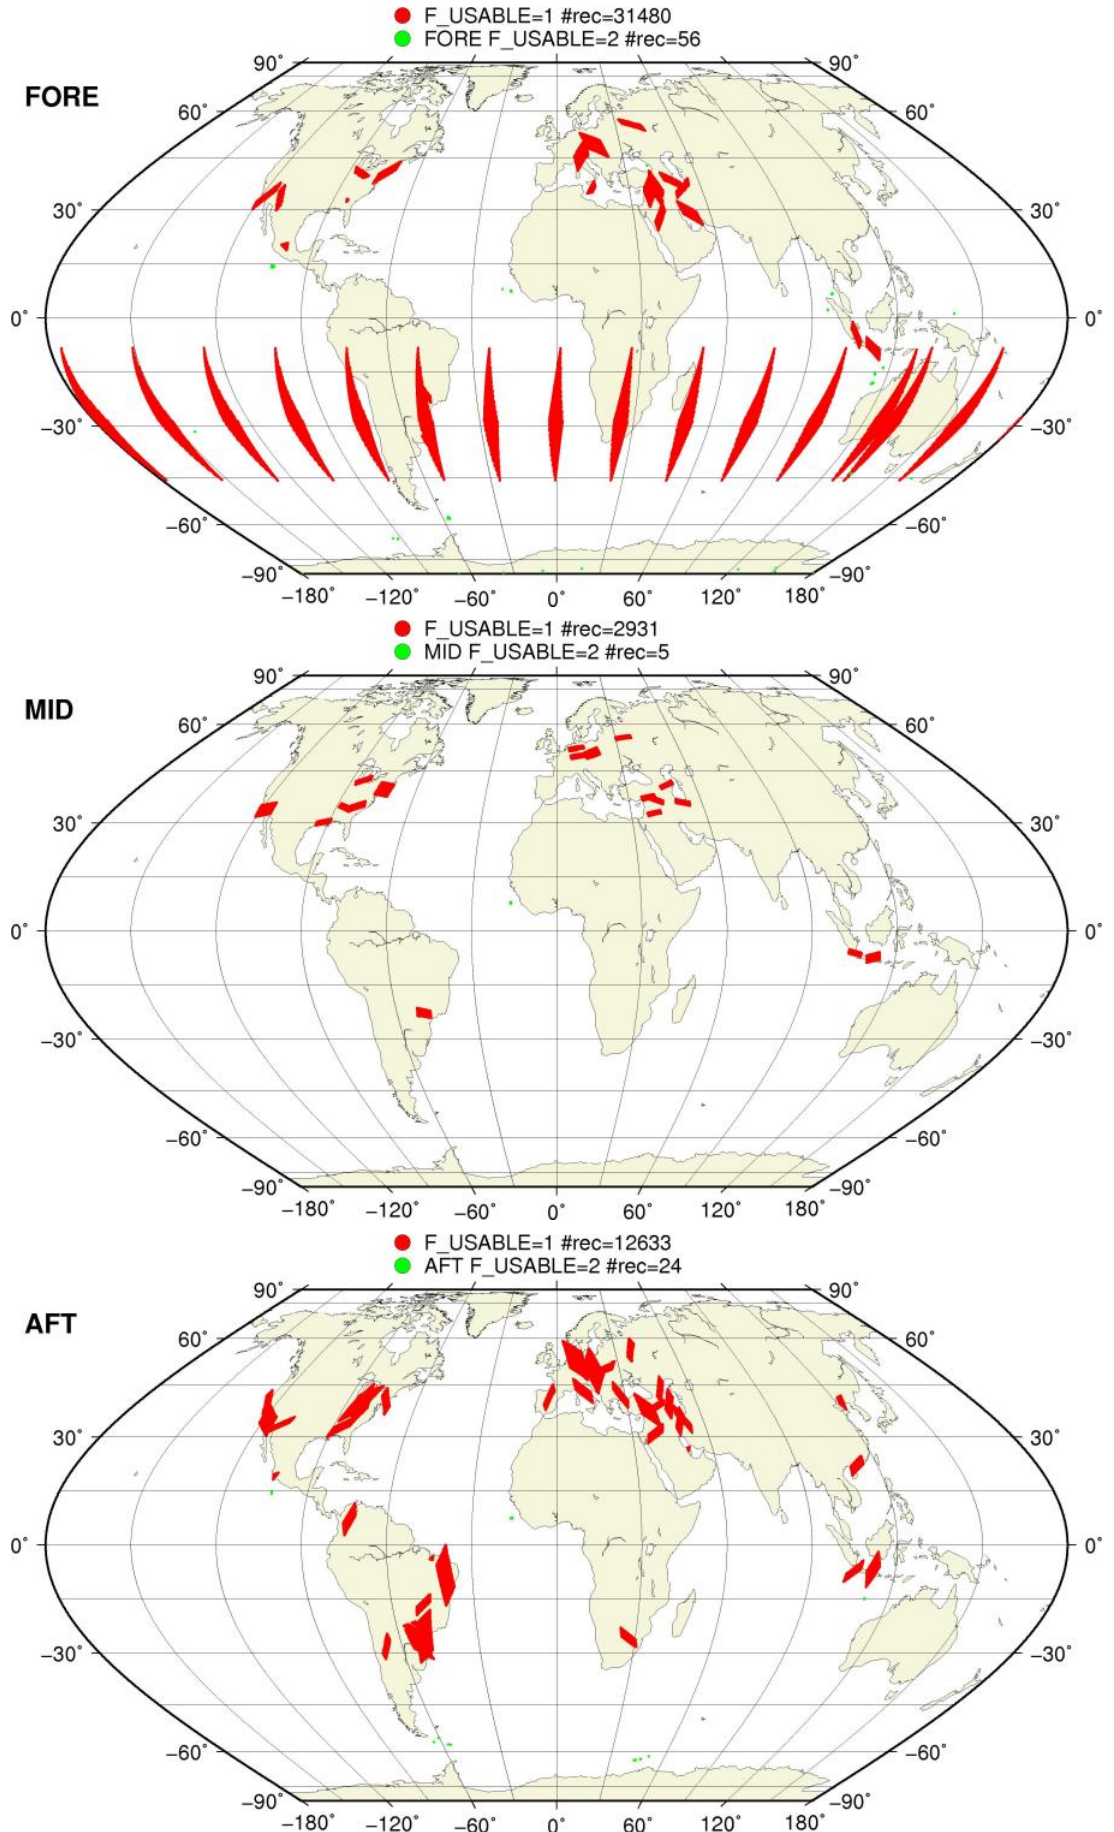 F_USABLE=1 #rec=31480
FORE F_USABLE=2 #rec=56
FORE
90° 90°
60° 60°
30° 30°
0° 0°
−30° −30°
−60° −60°
−90° −90°
−180° −120° −60° 0° 60° 120° 180°
F_USABLE=1 #rec=2931
MID F_USABLE=2 #rec=5
MID
90° 90°
60° 60°
30° 30°
0° 0°
−30° −30°
−60° −60°
−90° −90°
−180° −120° −60° 0° 60° 120° 180°
F_USABLE=1 #rec=12633
AFT F_USABLE=2 #rec=24
AFT
90° 90°
60° 60°
30° 30°
0° 0°
−30° −30°
−60° −60°
−90° −90°
−180° −120° −60° 0° 60° 120° 180°